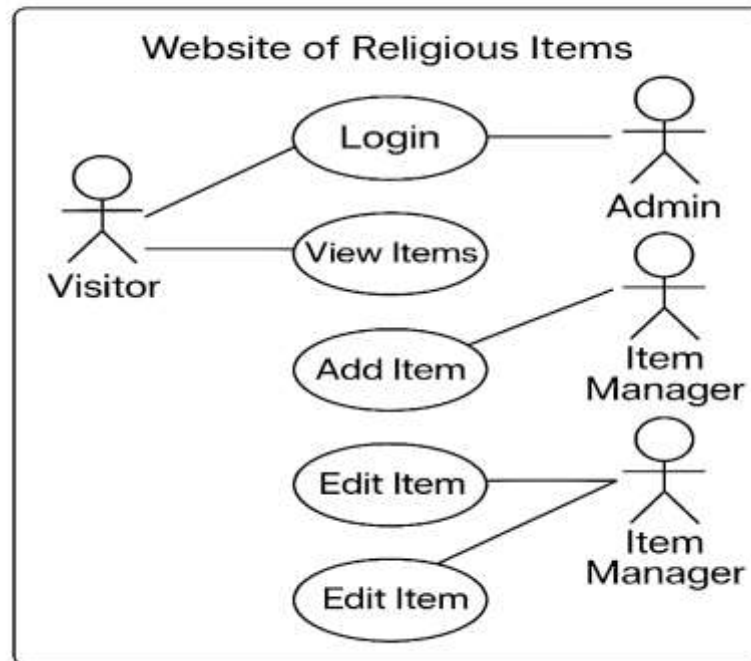 Website of Religious Items
Login
Admin
Visitor
View Items
Add Item
Item
Manager
Edit Item
Item
Manager
Edit Item